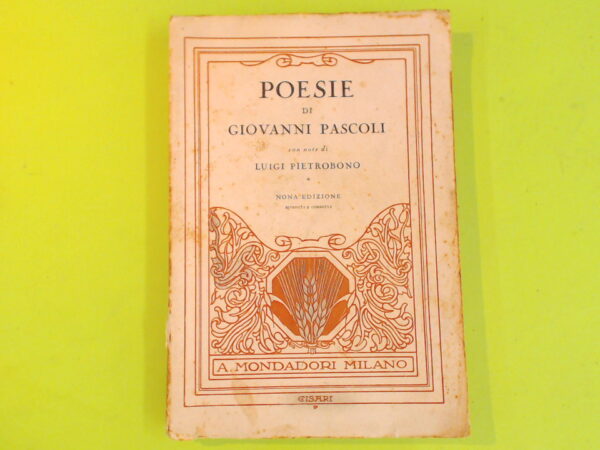 POESIE
DI
GIOVANNI PASCOLI
con note di
LUIGI PIETROBONO
NONA EDIZIONE
A. MONDADORI MILANO
CISARI